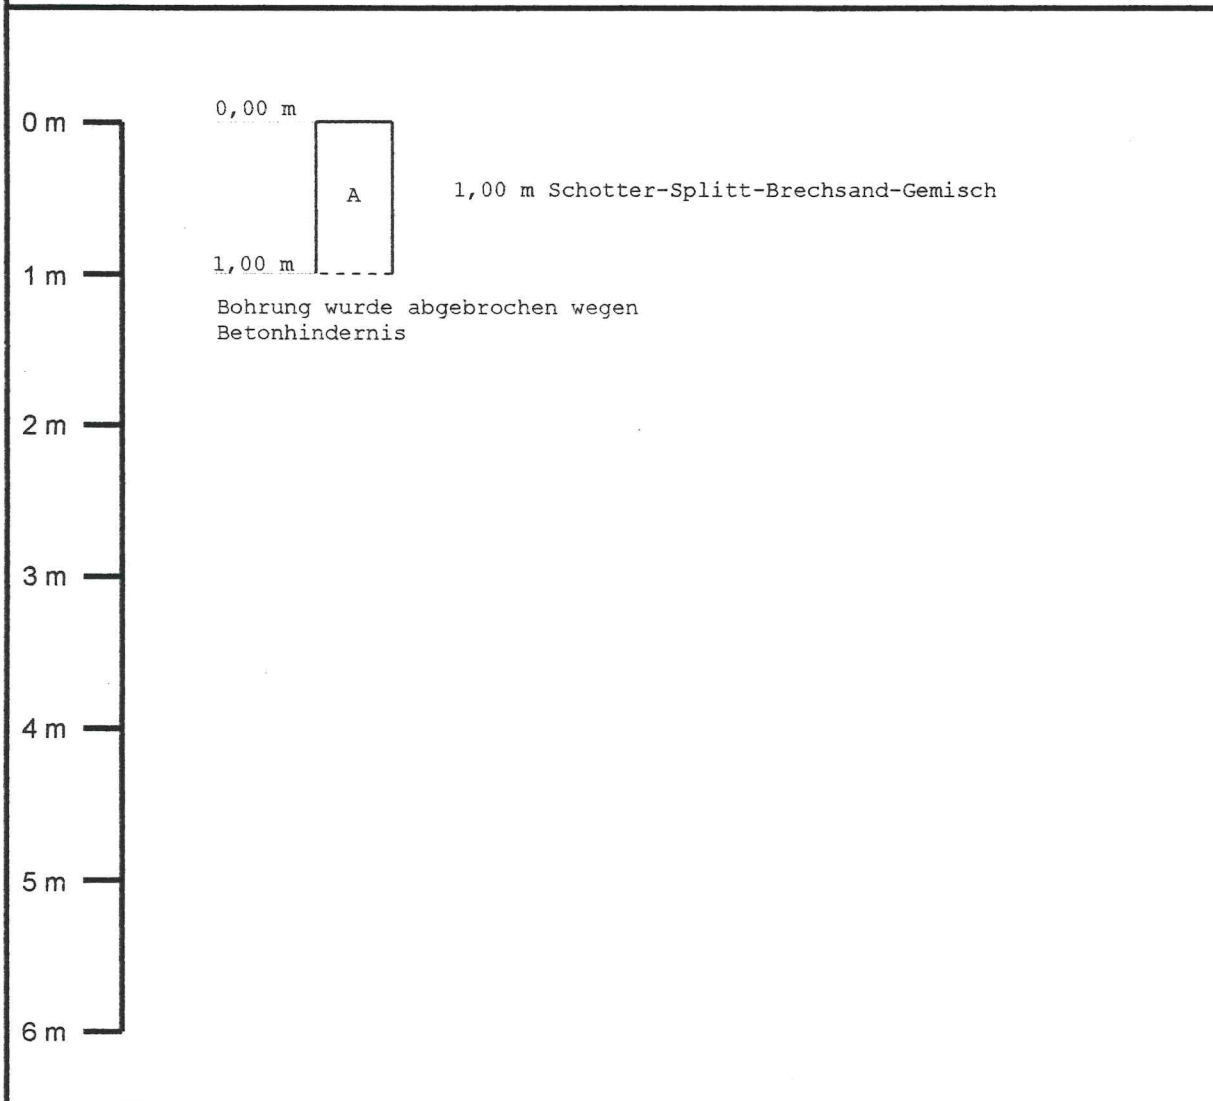 0 m
0,00 m
A
1,00 m Schotter-Splitt-Brechsand-Gemisch
1 m
1,00 m
Bohrung wurde abgebrochen wegen
Betonhindernis
2 m
3 m
4 m
5 m
6 m